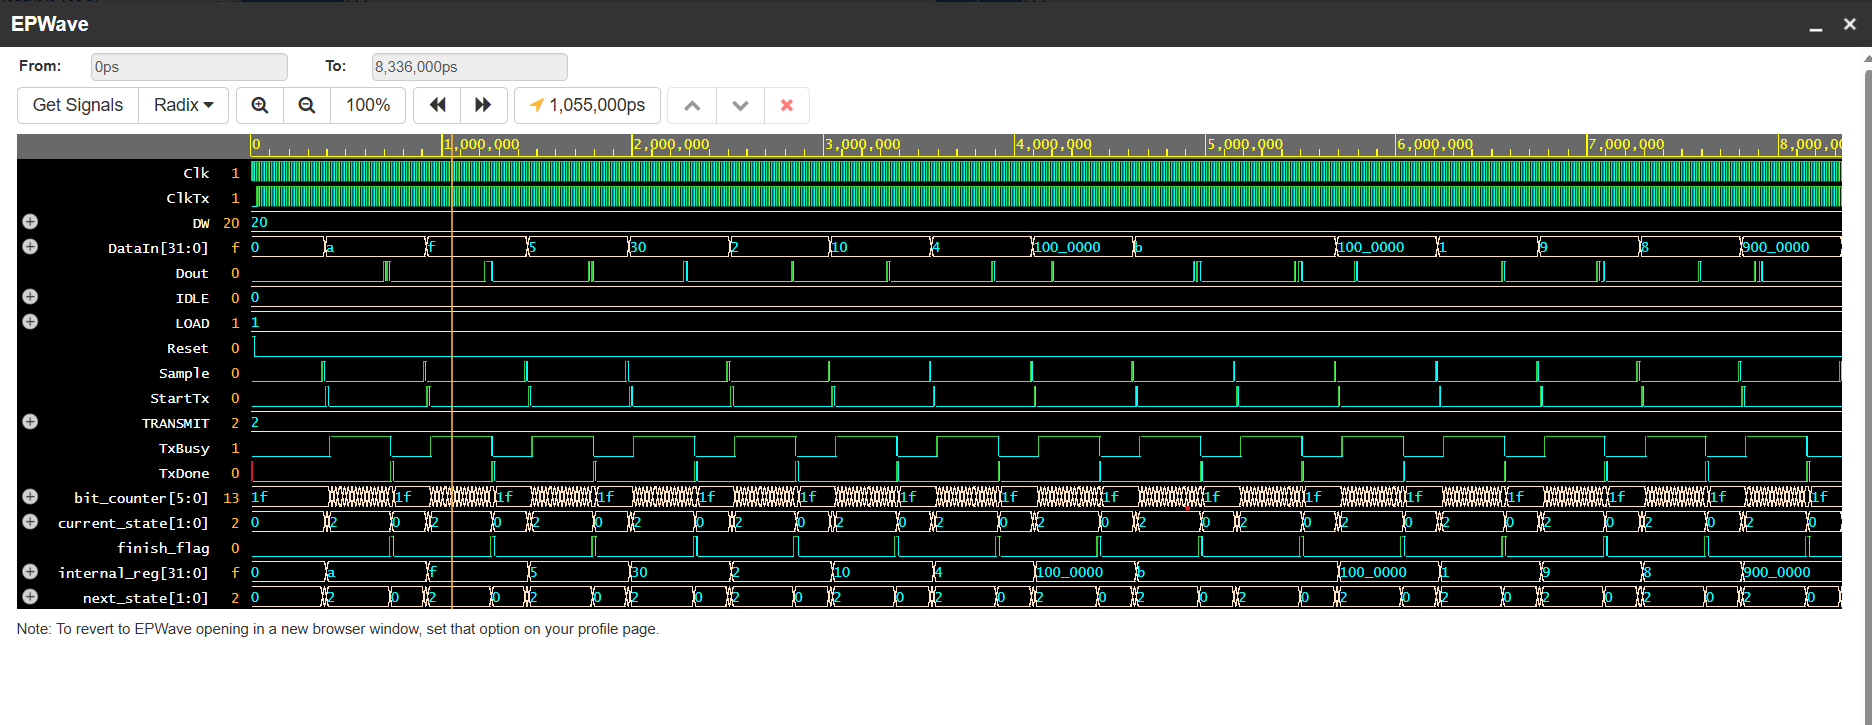 EPWave
From: 0ps To: 8,336,000ps
Get Signals Radix 100% 1,055,000ps
0 1,000,000 2,000,000 3,000,000 4,000,000 5,000,000 6,000,000 7,000,000 8,000,0
Clk 1
ClkTx 1
DW 20 20
DataIn[31:0] f 0 a f 5 30 2 10 4 100_0000 b 100_0000 1 9 8 900_0000
Dout 0
IDLE 0 0
LOAD 1 1
Reset 0
Sample 0
StartTx 0
TRANSMIT 2 2
TxBusy 1
TxDone 0
bit_counter[5:0] 13 1f 1f 1f 1f 1f 1f 1f 1f 1f 1f 1f 1f 1f 1f 1f 1f
current_state[1:0] 2 0 2 0 2 0 2 0 2 0 2 0 2 0 2 0 2 0 2 0 2 0 2 0 2 0 2 0 2 0 2 0
finish_flag 0
internal_reg[31:0] f 0 a f 5 30 2 10 4 100_0000 b 100_0000 1 9 8 900_0000
next_state[1:0] 2 0 2 0 2 0 2 0 2 0 2 0 2 0 2 0 2 0 2 0 2 0 2 0 2 0 2 0 2 0 2 0
Note: To revert to EPWave opening in a new browser window, set that option on your profile page.